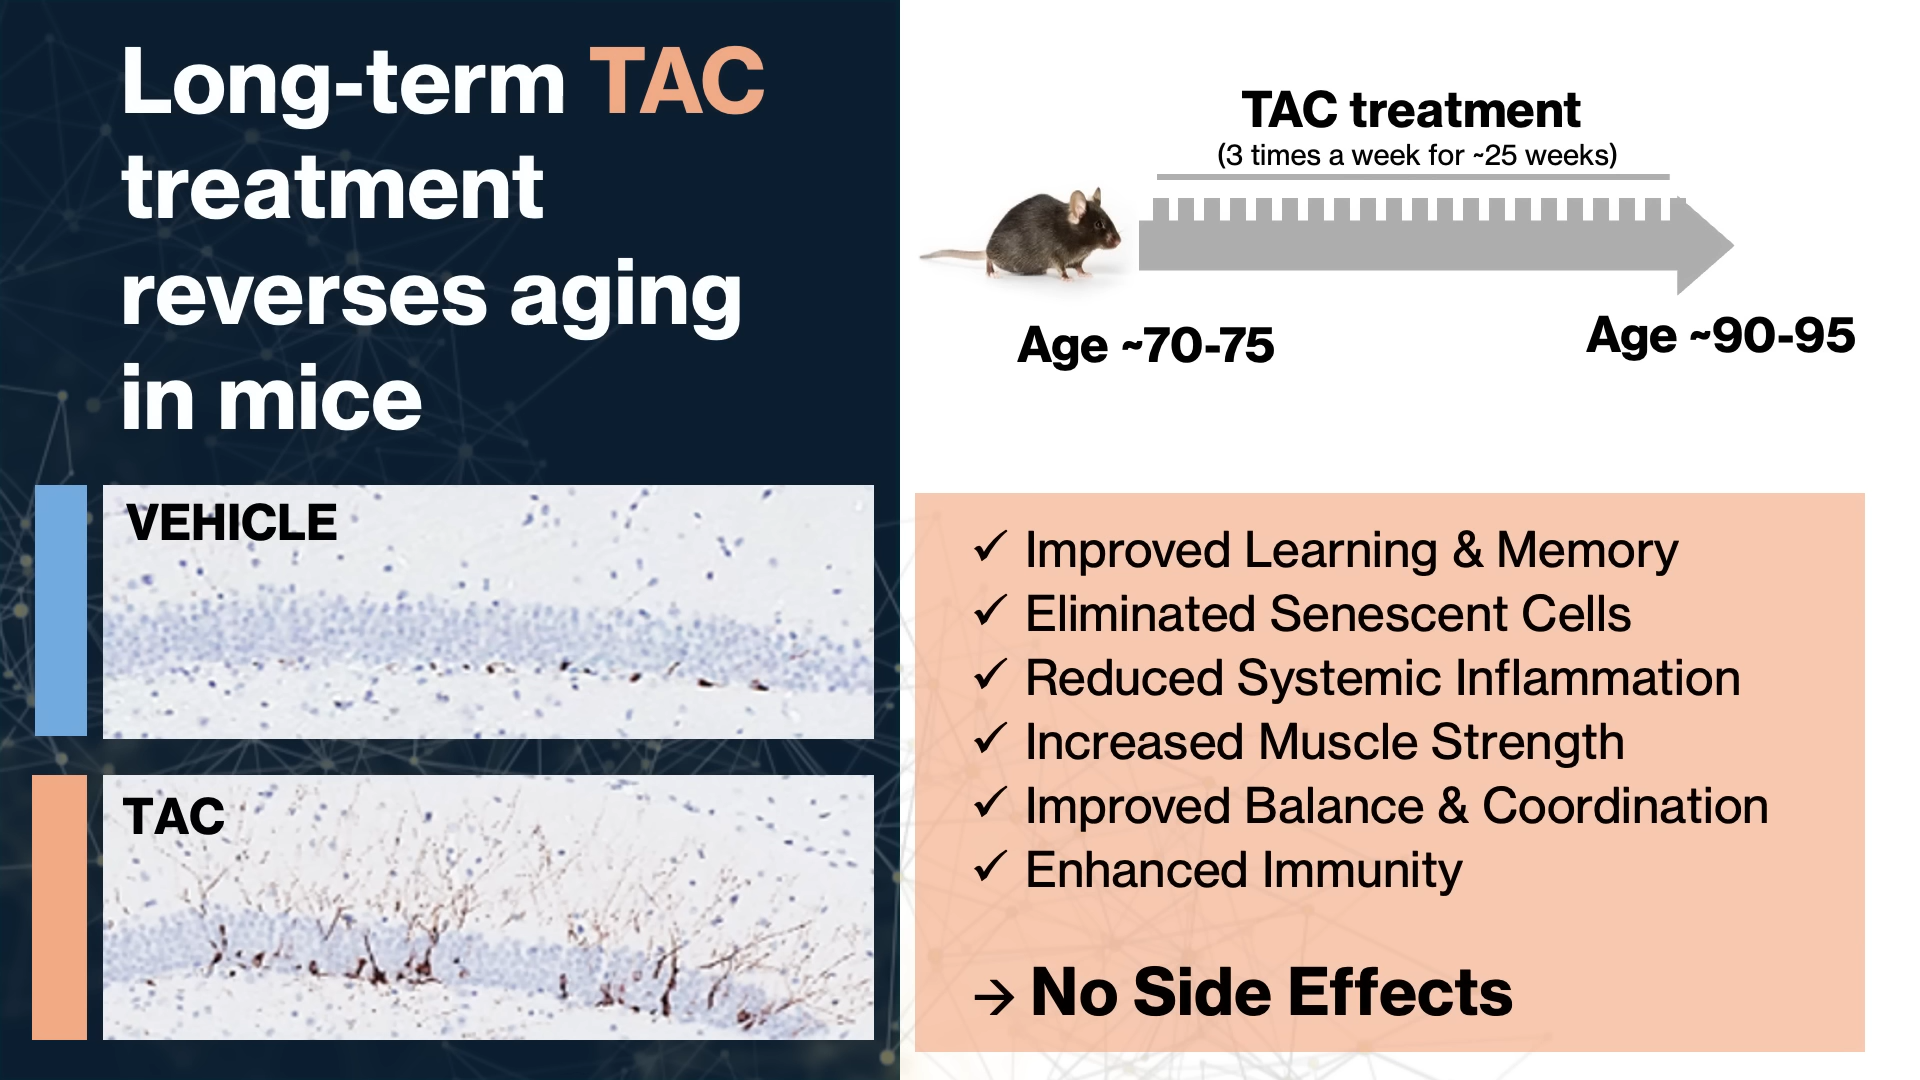 Long-term TAC
treatment
reverses aging
in mice
VEHICLE
TAC
TAC treatment
(3 times a week for ~25 weeks)
Age ~70-75
Age ~90-95
✓ Improved Learning & Memory
✓ Eliminated Senescent Cells
✓ Reduced Systemic Inflammation
✓ Increased Muscle Strength
✓ Improved Balance & Coordination
✓ Enhanced Immunity
→ No Side Effects